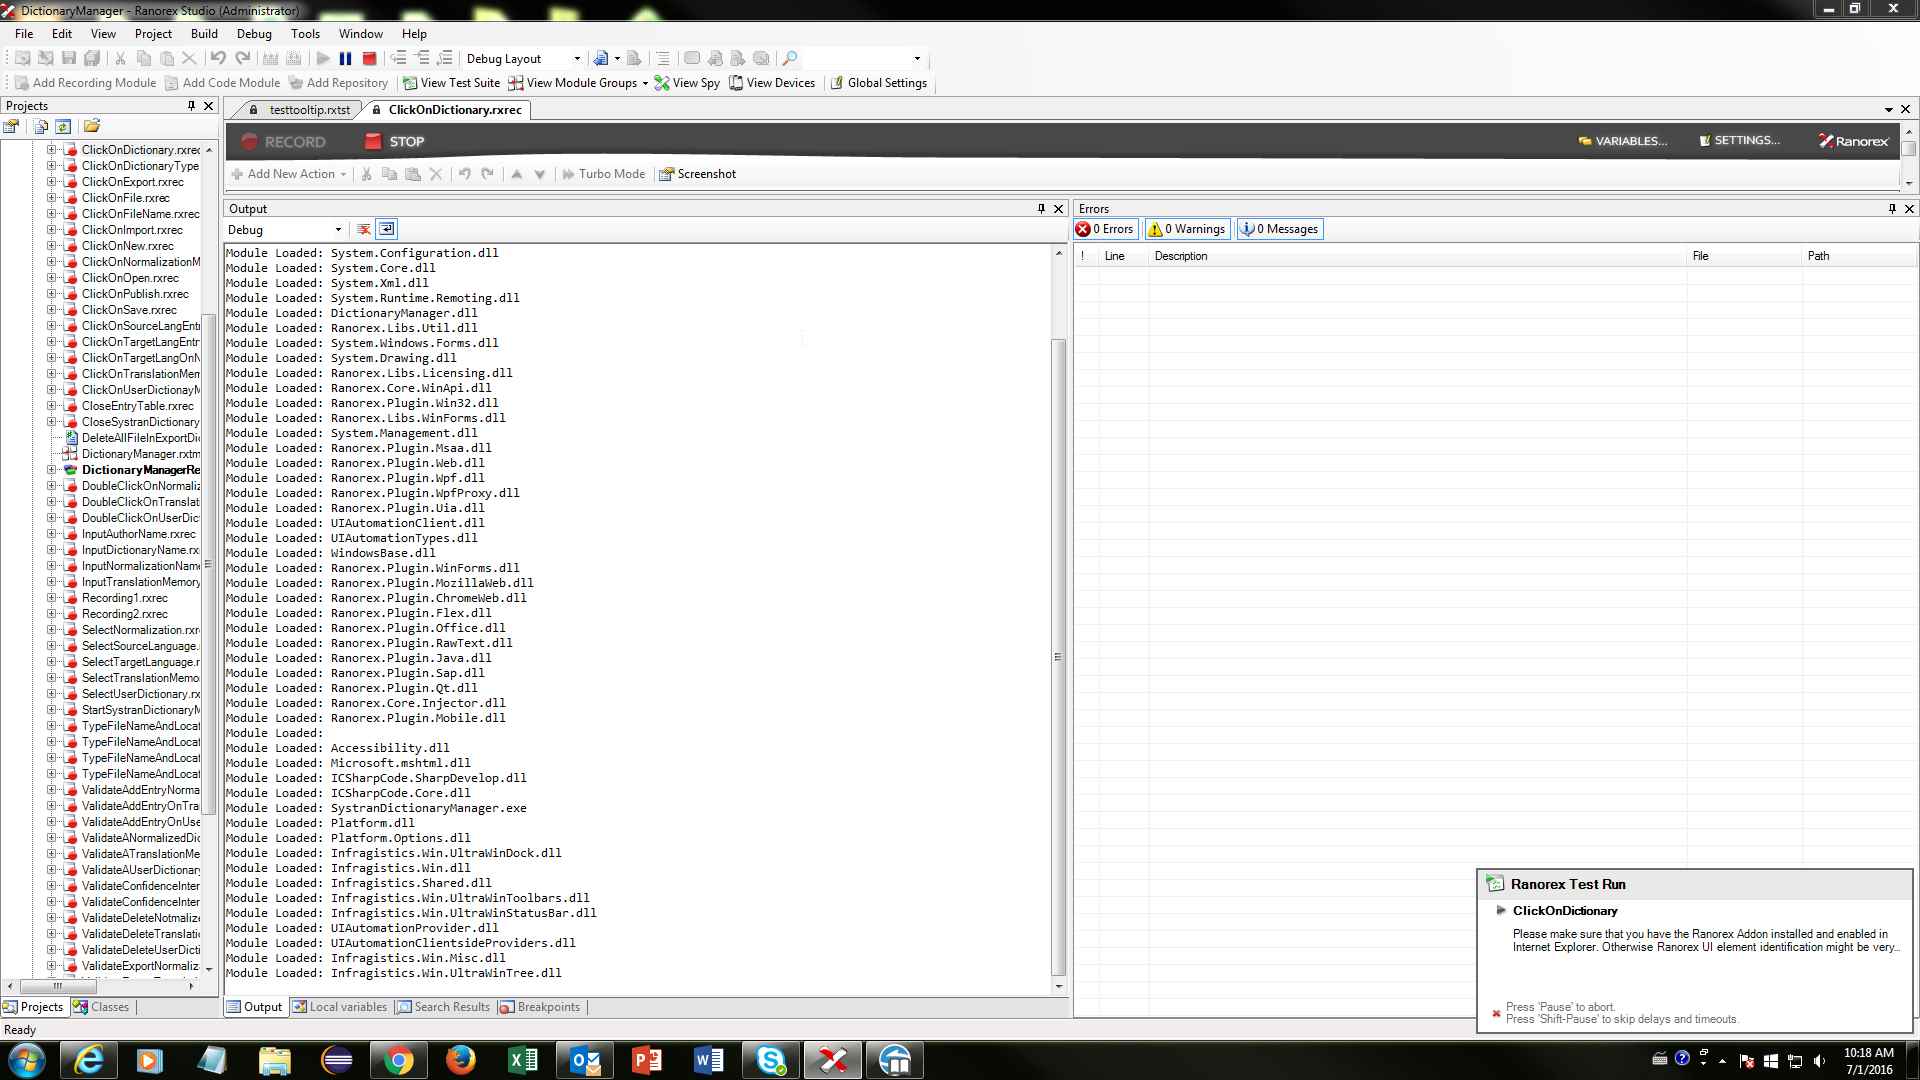 DictionaryManager - Ranorex Studio (Administrator)
File Edit View Project Build Debug Tools Window Help
Debug Layout
Add Recording Module Add Code Module Add Repository View Test Suite View Module Groups View Spy View Devices Global Settings
Projects
testtooltip.rxtst ClickOnDictionary.rxrec
RECORD STOP VARIABLES... SETTINGS... Ranorex
Add New Action Turbo Mode Screenshot
ClickOnDictionary.rxrec
ClickOnDictionaryType
ClickOnExport.rxrec
ClickOnFile.rxrec
ClickOnFileName.rxrec
ClickOnImport.rxrec
ClickOnNew.rxrec
ClickOnNormalizationM
ClickOnOpen.rxrec
ClickOnPublish.rxrec
ClickOnSave.rxrec
ClickOnSourceLangEntr
ClickOnTargetLangEntr
ClickOnTargetLangOnN
ClickOnTranslationMem
ClickOnUserDictionayM
CloseEntryTable.rxrec
CloseSystranDictionary
DeleteAllFileInExportDic
DictionaryManager.rxtm
DictionaryManagerRe
DoubleClickOnNormaliz
DoubleClickOnTranslat
DoubleClickOnUserDict
InputAuthorName.rxrec
InputDictionaryName.rx
InputNormalizationName
InputTranslationMemory
Recording1.rxrec
Recording2.rxrec
SelectNormalization.rxr
SelectSourceLanguage.
SelectTargetLanguage.r
SelectTranslationMemo
SelectUserDictionary.rx
StartSystranDictionaryM
TypeFileNameAndLocat
TypeFileNameAndLocat
TypeFileNameAndLocat
TypeFileNameAndLocat
ValidateAddEntryNorma
ValidateAddEntryOnTra
ValidateAddEntryOnUse
ValidateANormalizedDic
ValidateATranslationMe
ValidateAUserDictionary
ValidateConfidenceInter
ValidateConfidenceInter
ValidateDeleteNotmalize
ValidateDeleteTranslati
ValidateDeleteUserDicti
ValidateExportNormaliz
Projects Classes
Output
Debug
Module Loaded: System.Configuration.dll
Module Loaded: System.Core.dll
Module Loaded: System.Xml.dll
Module Loaded: System.Runtime.Remoting.dll
Module Loaded: DictionaryManager.dll
Module Loaded: Ranorex.Libs.Util.dll
Module Loaded: System.Windows.Forms.dll
Module Loaded: System.Drawing.dll
Module Loaded: Ranorex.Libs.Licensing.dll
Module Loaded: Ranorex.Core.WinApi.dll
Module Loaded: Ranorex.Plugin.Win32.dll
Module Loaded: Ranorex.Libs.WinForms.dll
Module Loaded: System.Management.dll
Module Loaded: Ranorex.Plugin.Msaa.dll
Module Loaded: Ranorex.Plugin.Web.dll
Module Loaded: Ranorex.Plugin.Wpf.dll
Module Loaded: Ranorex.Plugin.WpfProxy.dll
Module Loaded: Ranorex.Plugin.Uia.dll
Module Loaded: UIAutomationClient.dll
Module Loaded: UIAutomationTypes.dll
Module Loaded: WindowsBase.dll
Module Loaded: Ranorex.Plugin.WinForms.dll
Module Loaded: Ranorex.Plugin.MozillaWeb.dll
Module Loaded: Ranorex.Plugin.ChromeWeb.dll
Module Loaded: Ranorex.Plugin.Flex.dll
Module Loaded: Ranorex.Plugin.Office.dll
Module Loaded: Ranorex.Plugin.RawText.dll
Module Loaded: Ranorex.Plugin.Java.dll
Module Loaded: Ranorex.Plugin.Sap.dll
Module Loaded: Ranorex.Plugin.Qt.dll
Module Loaded: Ranorex.Core.Injector.dll
Module Loaded: Ranorex.Plugin.Mobile.dll
Module Loaded:
Module Loaded: Accessibility.dll
Module Loaded: Microsoft.mshtml.dll
Module Loaded: ICSharpCode.SharpDevelop.dll
Module Loaded: ICSharpCode.Core.dll
Module Loaded: SystranDictionaryManager.exe
Module Loaded: Platform.dll
Module Loaded: Platform.Options.dll
Module Loaded: Infragistics.Win.UltraWinDock.dll
Module Loaded: Infragistics.Win.dll
Module Loaded: Infragistics.Shared.dll
Module Loaded: Infragistics.Win.UltraWinToolbars.dll
Module Loaded: Infragistics.Win.UltraWinStatusBar.dll
Module Loaded: UIAutomationProvider.dll
Module Loaded: UIAutomationClientsideProviders.dll
Module Loaded: Infragistics.Win.Misc.dll
Module Loaded: Infragistics.Win.UltraWinTree.dll
Output Local variables Search Results Breakpoints
Errors
0 Errors 0 Warnings 0 Messages
! Line Description File Path
Ranorex Test Run
ClickOnDictionary
Please make sure that you have the Ranorex Addon installed and enabled in
Internet Explorer. Otherwise Ranorex UI element identification might be very...
Press 'Pause' to abort.
Press 'Shift-Pause' to skip delays and timeouts.
Ready
10:18 AM
7/1/2016